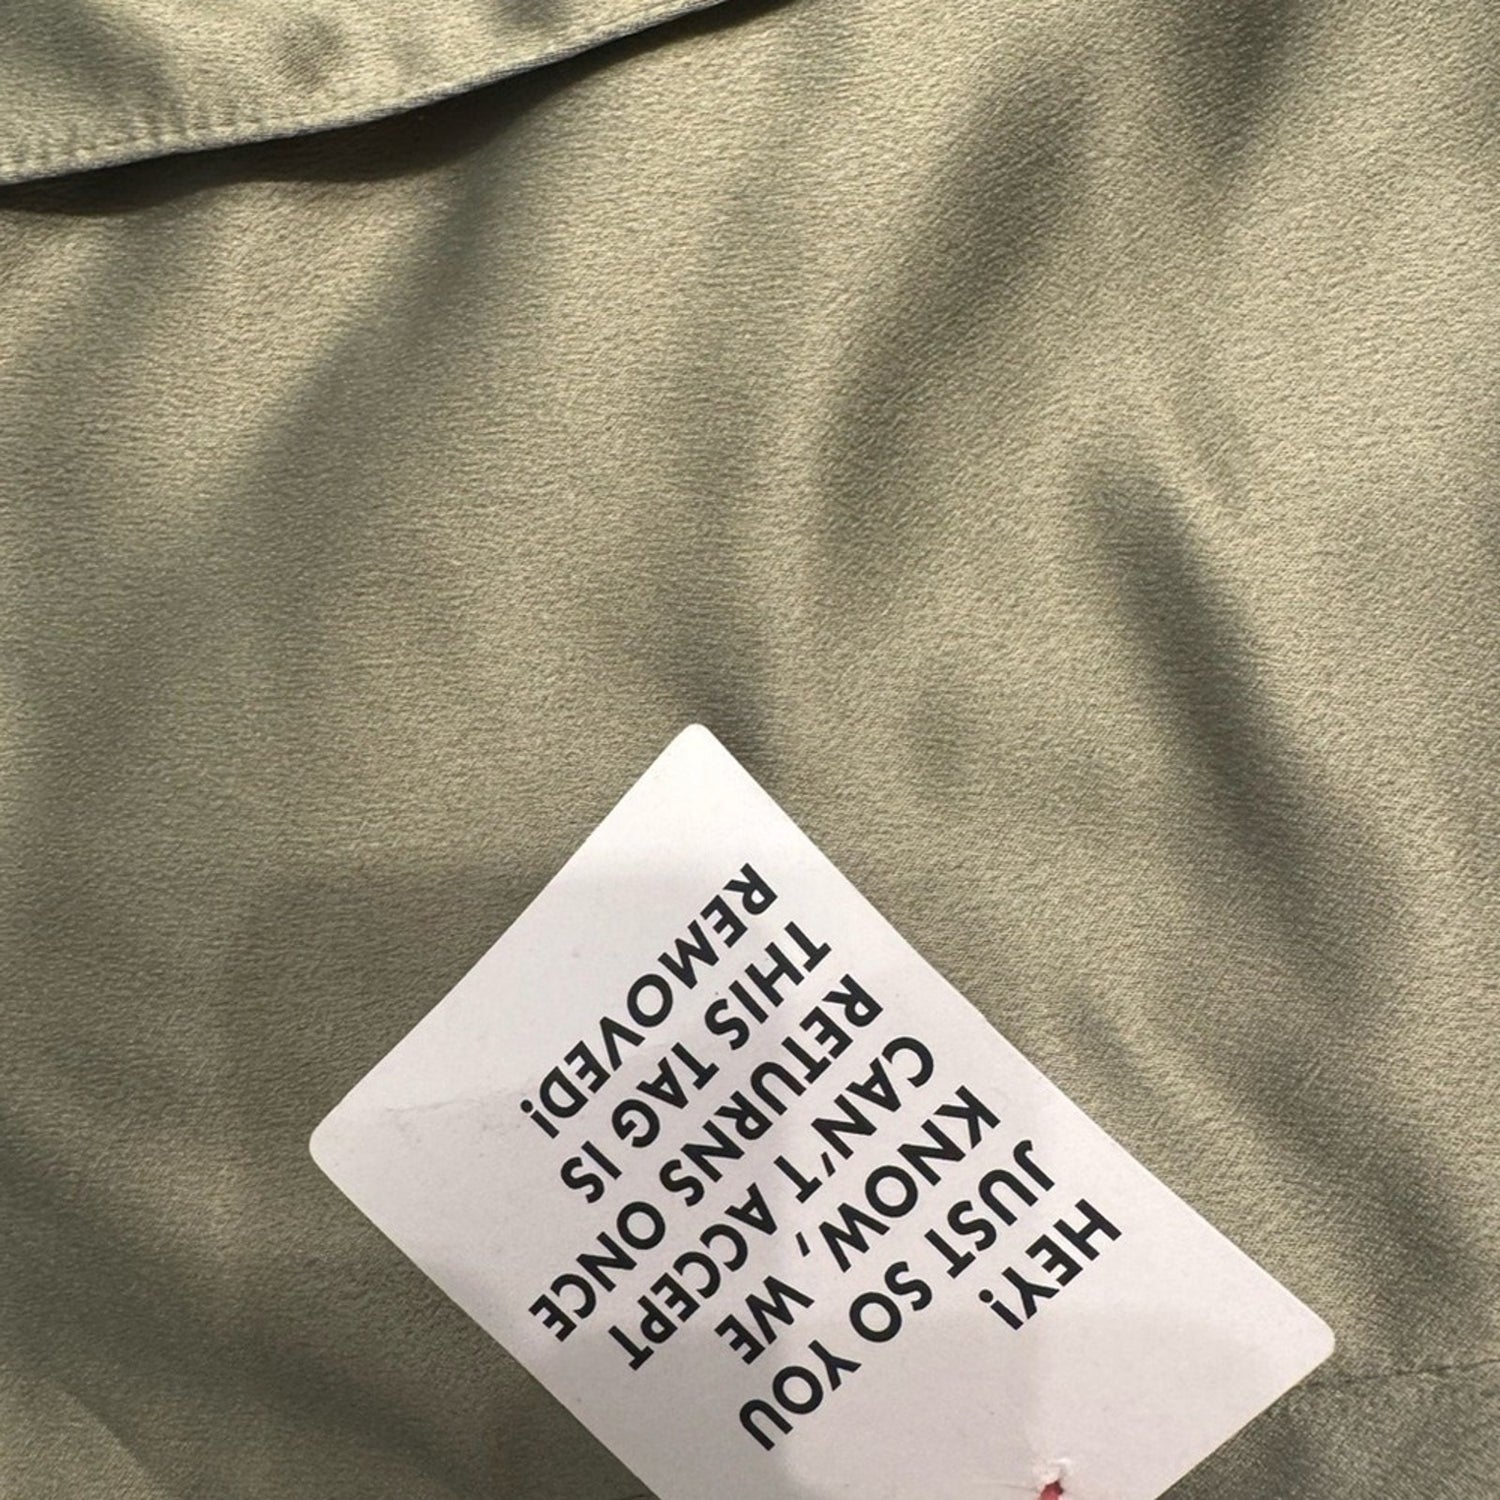 HEY!
JUST SO YOU
KNOW, WE
CAN'T ACCEPT
RETURNS ONCE
THIS TAG IS
REMOVED!